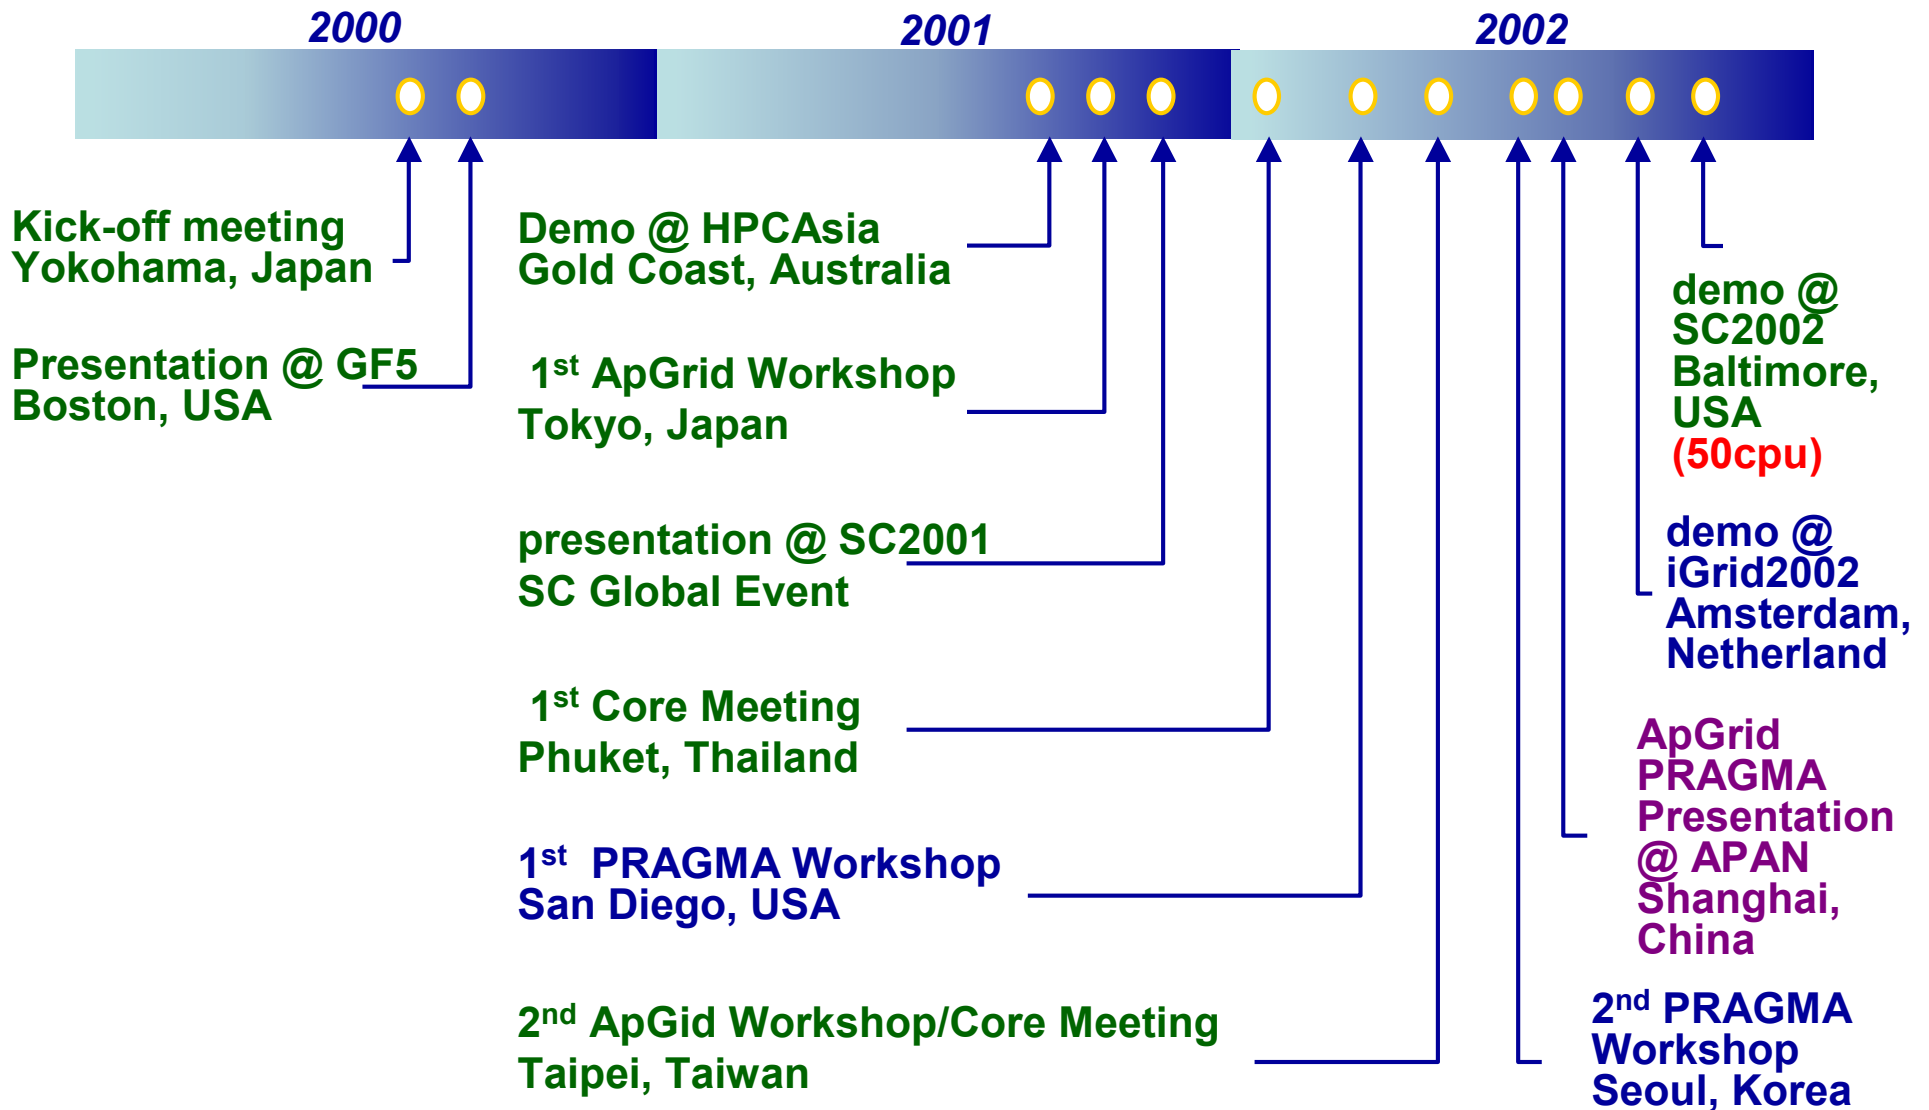 2000
2001
2002
Kick-off meeting
Yokohama, Japan
Presentation @ GF5
Boston, USA
Demo @ HPCAsia
Gold Coast, Australia
1st ApGrid Workshop
Tokyo, Japan
presentation @ SC2001
SC Global Event
1st Core Meeting
Phuket, Thailand
1st PRAGMA Workshop
San Diego, USA
2nd ApGid Workshop/Core Meeting
Taipei, Taiwan
demo @
SC2002
Baltimore,
USA
(50cpu)
demo @
iGrid2002
Amsterdam,
Netherland
ApGrid
PRAGMA
Presentation
@ APAN
Shanghai,
China
2nd PRAGMA
Workshop
Seoul, Korea